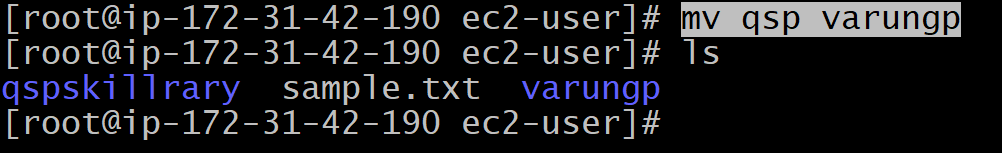 [root@ip-172-31-42-190 ec2-user]# mv qsp varungp
[root@ip-172-31-42-190 ec2-user]# ls
qspskillrary  sample.txt  varungp
[root@ip-172-31-42-190 ec2-user]#